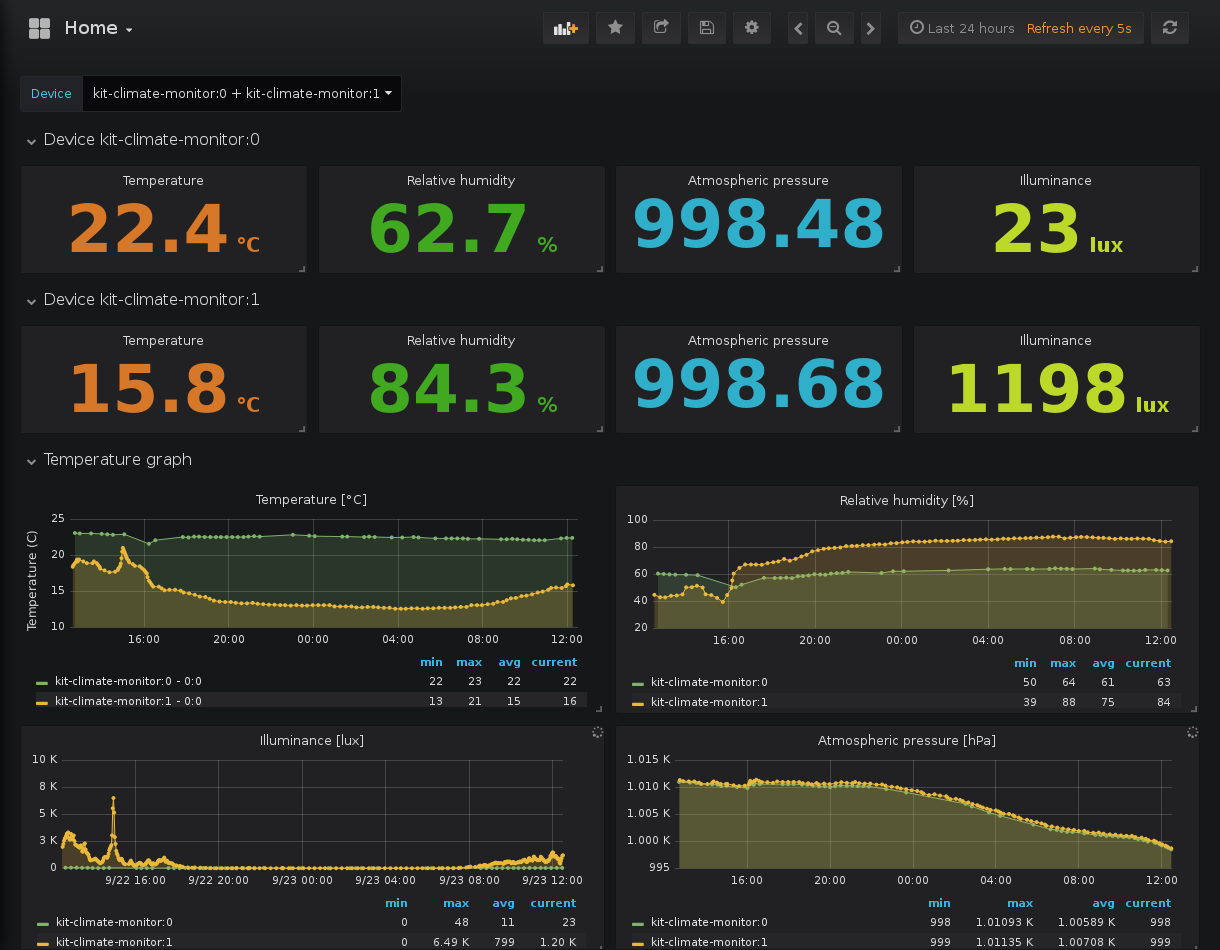 Home
Last 24 hours Refresh every 5s
Device kit-climate-monitor:0 + kit-climate-monitor:1
Device kit-climate-monitor:0
Temperature Relative humidity Atmospheric pressure Illuminance
22.4 °C 62.7 % 998.48 23 lux
Device kit-climate-monitor:1
Temperature Relative humidity Atmospheric pressure Illuminance
15.8 °C 84.3 % 998.68 1198 lux
Temperature graph
Temperature [°C]
Temperature (C)
25
20
15
10
16:00 20:00 00:00 04:00 08:00 12:00
min max avg current
kit-climate-monitor:0 - 0:0 22 23 22 22
kit-climate-monitor:1 - 0:0 13 21 15 16
Relative humidity [%]
100
80
60
40
20
16:00 20:00 00:00 04:00 08:00 12:00
min max avg current
kit-climate-monitor:0 50 64 61 63
kit-climate-monitor:1 39 88 75 84
Illuminance [lux]
10 K
8 K
5 K
3 K
0
9/22 16:00 9/22 20:00 9/23 00:00 9/23 04:00 9/23 08:00 9/23 12:00
min max avg current
kit-climate-monitor:0 0 48 11 23
kit-climate-monitor:1 0 6.49 K 799 1.20 K
Atmospheric pressure [hPa]
1.015 K
1.010 K
1.005 K
1.000 K
995
16:00 20:00 00:00 04:00 08:00 12:00
min max avg current
kit-climate-monitor:0 998 1.01093 K 1.00589 K 998
kit-climate-monitor:1 999 1.01135 K 1.00708 K 999